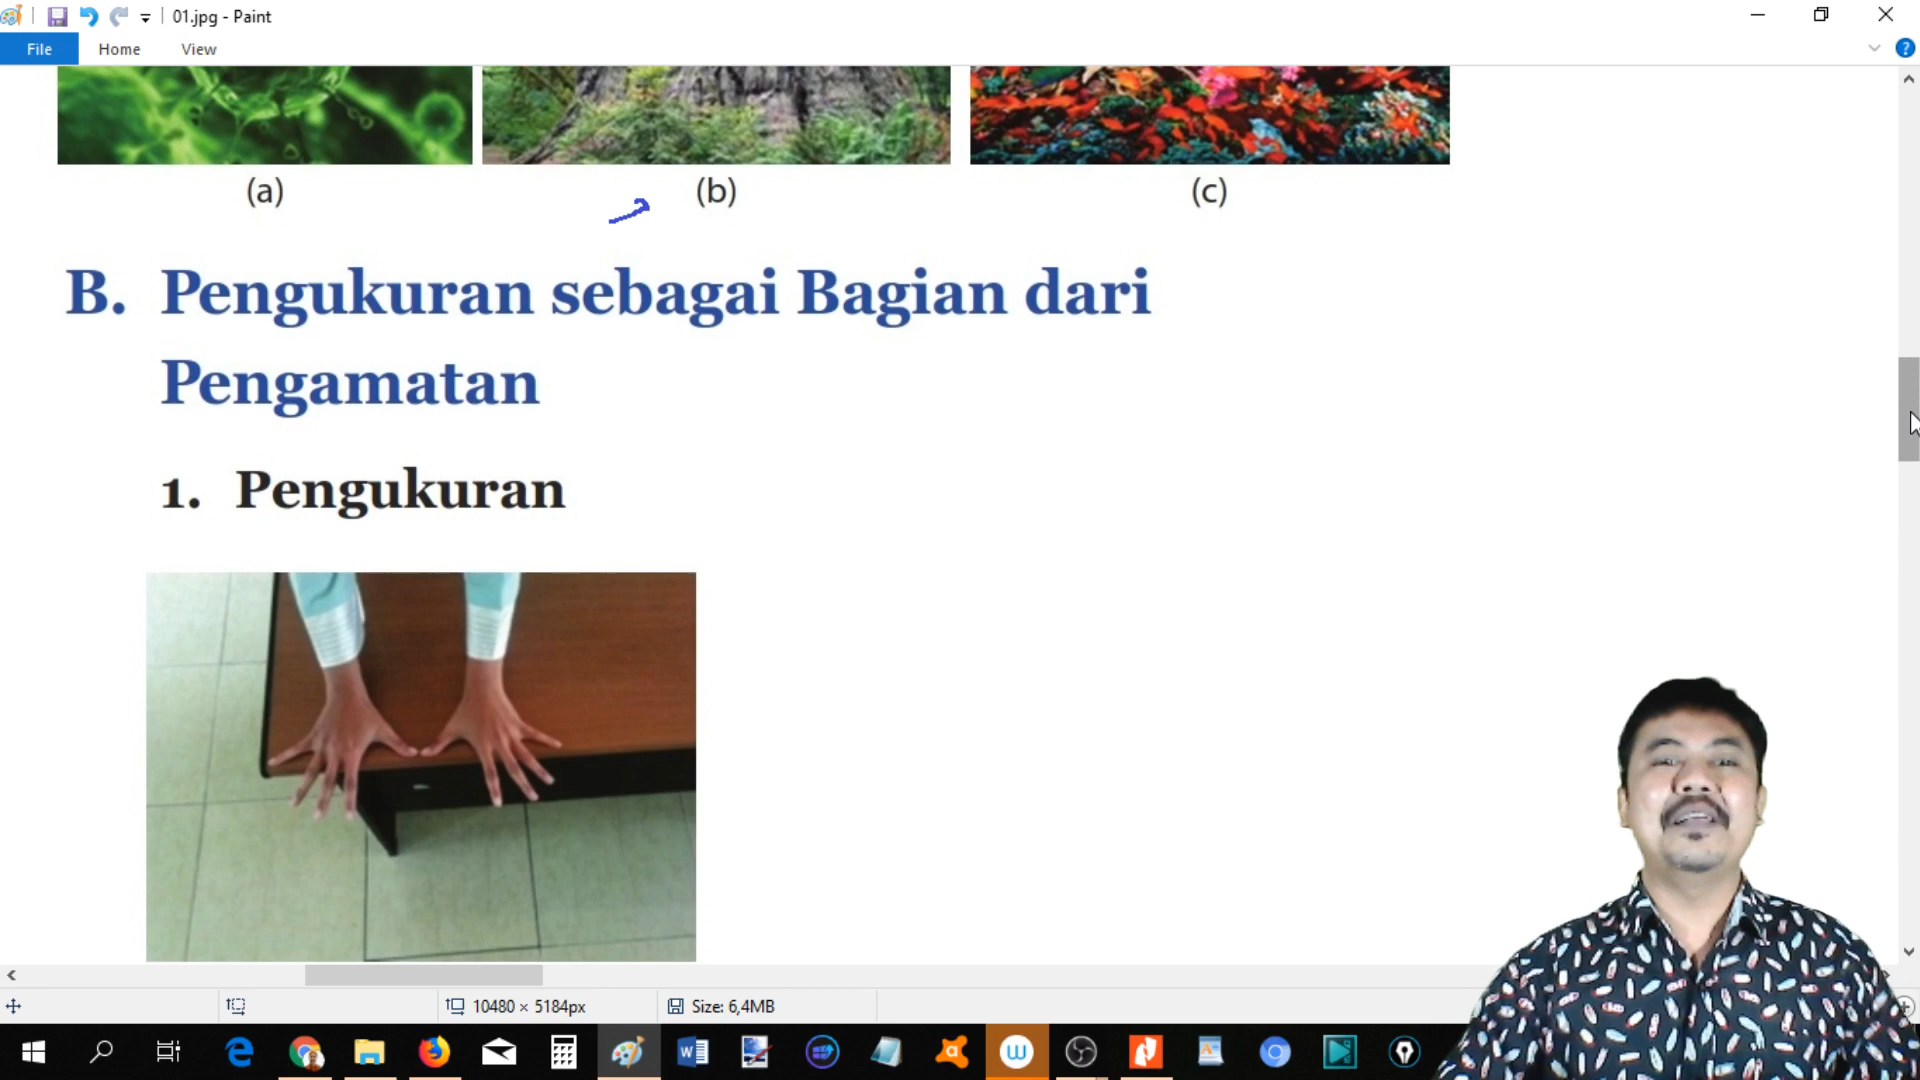 01.jpg - Paint
File Home View
(a) (b) (c)
B. Pengukuran sebagai Bagian dari
Pengamatan
1. Pengukuran
10480 × 5184px Size: 6,4MB